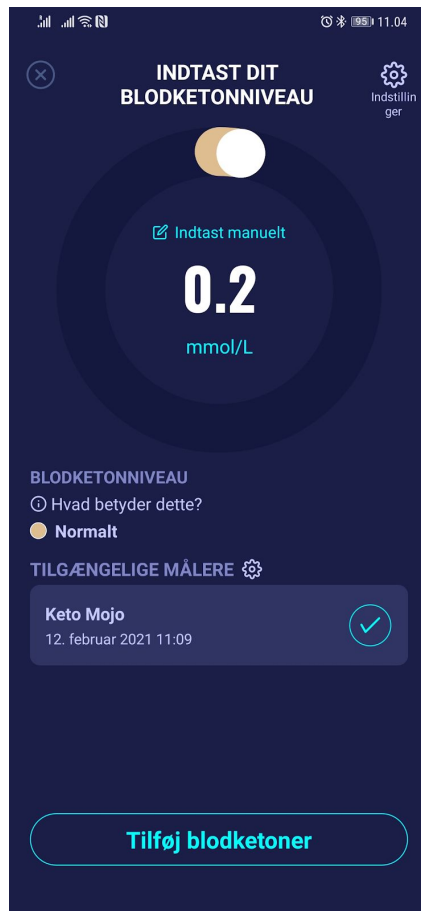 95 11.04
INDTAST DIT
BLODKETONNIVEAU
Indstillin
ger
Indtast manuelt
0.2
mmol/L
BLODKETONNIVEAU
Hvad betyder dette?
Normalt
TILGÆNGELIGE MÅLERE
Keto Mojo
12. februar 2021 11:09
Tilføj blodketoner